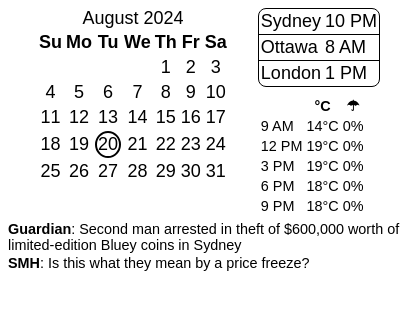 August 2024
Su Mo Tu We Th Fr Sa
1 2 3
4 5 6 7 8 9 10
11 12 13 14 15 16 17
18 19 20 21 22 23 24
25 26 27 28 29 30 31
Sydney 10 PM
Ottawa 8 AM
London 1 PM
°C ☂
9 AM 14°C 0%
12 PM 19°C 0%
3 PM 19°C 0%
6 PM 18°C 0%
9 PM 18°C 0%
Guardian: Second man arrested in theft of $600,000 worth of
limited-edition Bluey coins in Sydney
SMH: Is this what they mean by a price freeze?